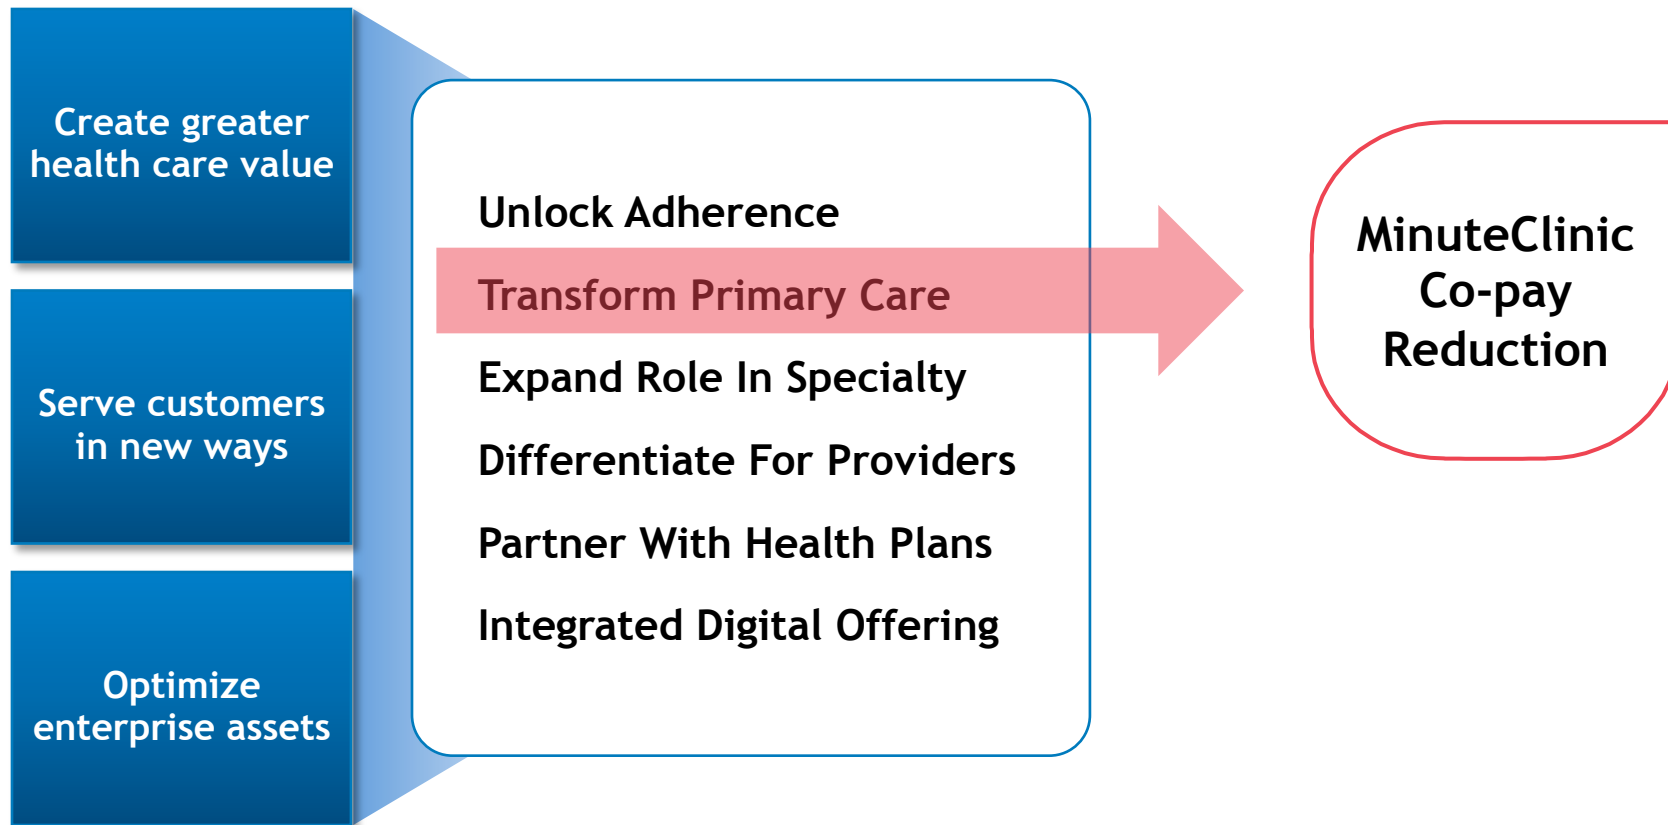 Create greater
health care value
Serve customers
in new ways
Optimize
enterprise assets
Unlock Adherence
Transform Primary Care
Expand Role In Specialty
Differentiate For Providers
Partner With Health Plans
Integrated Digital Offering
MinuteClinic
Co-pay
Reduction